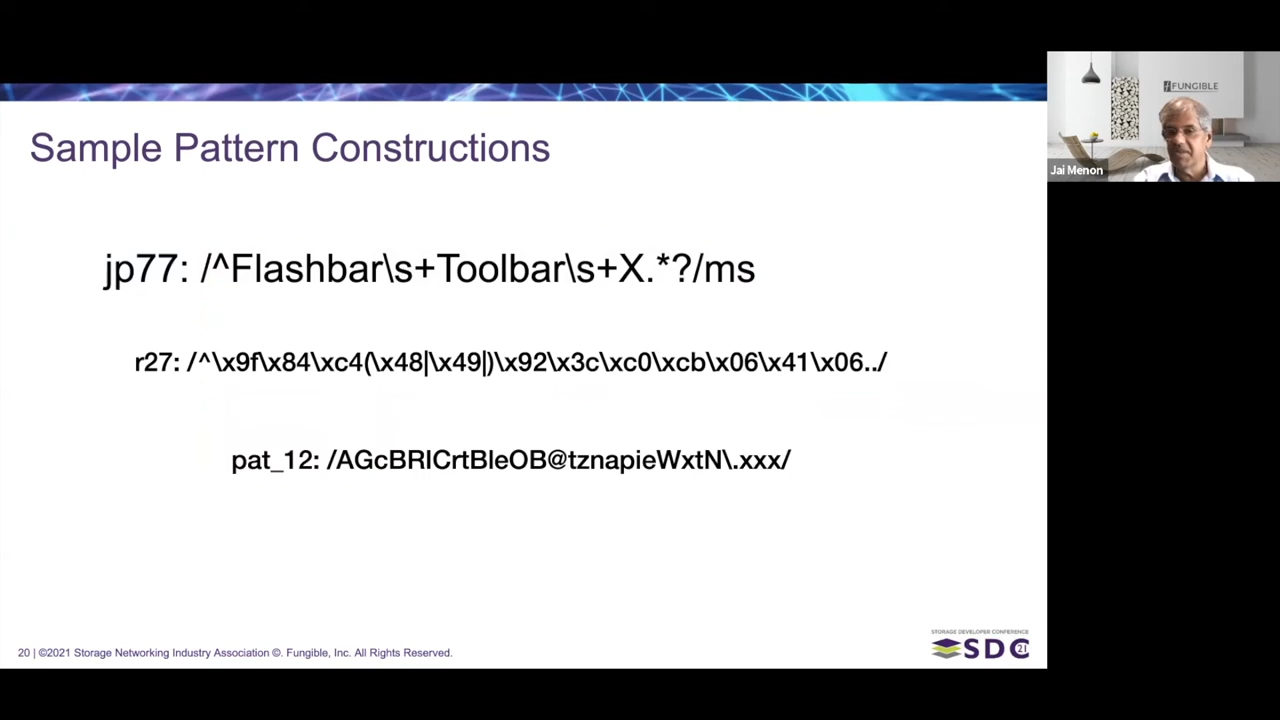 Sample Pattern Constructions
FUNGIBLE
Jai Menon
jp77: /^Flashbar\s+Toolbar\s+X.*?/ms
r27: /^\x9f\x84\xc4(\x48|\x49|)\x92\x3c\xc0\xcb\x06\x41\x06../
pat_12: /AGcBRICrtBleOB@tznapieWxtN\.xxx/
STORAGE DEVELOPER CONFERENCE
SDC 21
20 | ©2021 Storage Networking Industry Association ©. Fungible, Inc. All Rights Reserved.